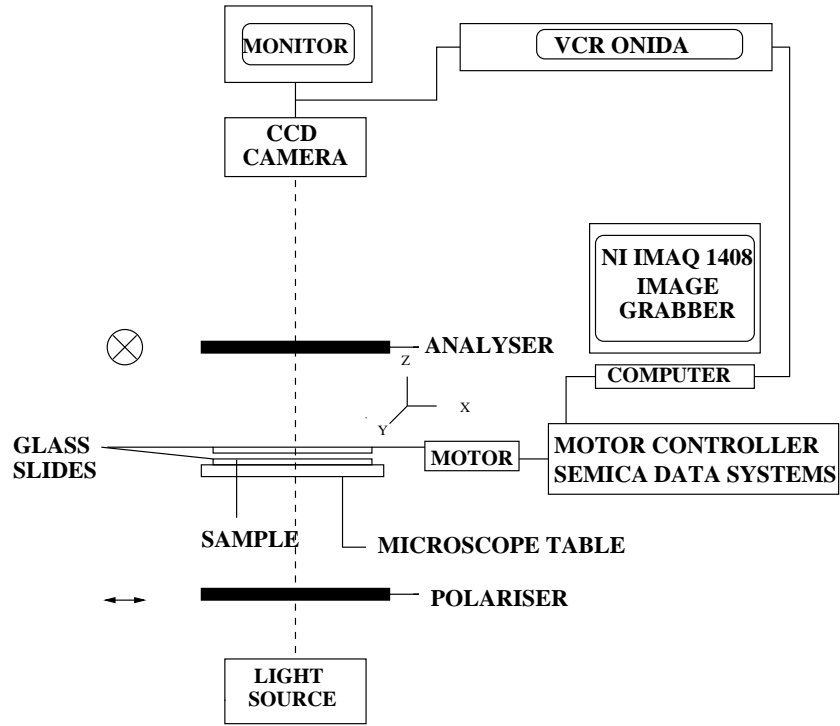 MONITOR
VCR ONIDA
CCD
CAMERA
NI IMAQ 1408
IMAGE
GRABBER
ANALYSER
Z
COMPUTER
X
Y
GLASS
SLIDES
MOTOR
MOTOR CONTROLLER
SEMICA DATA SYSTEMS
SAMPLE
MICROSCOPE TABLE
POLARISER
LIGHT
SOURCE